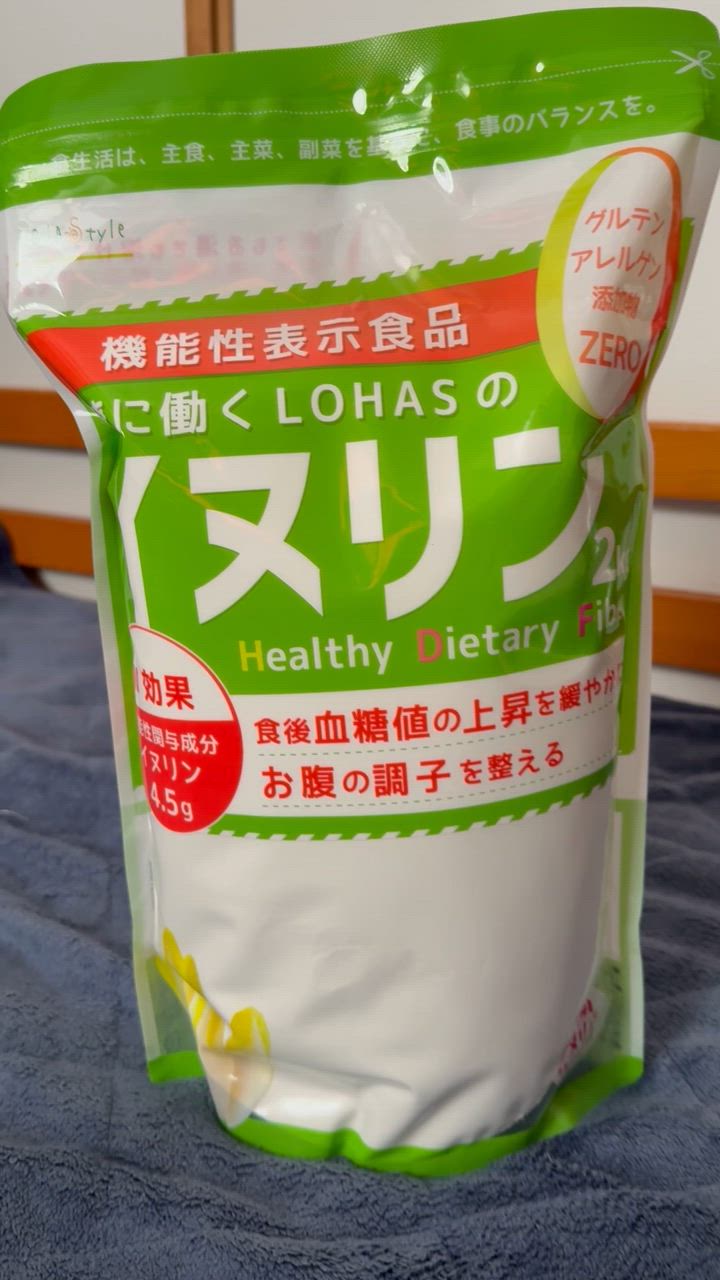 食生活は、主食、主菜、副菜を基本に、食事のバランスを。
Style
グルテン
アレルゲン
添加物
ZERO
機能性表示食品
に働くLOHASの
イヌリン
2k
Healthy Dietary Fib
効果
性関与成分
イヌリン
4.5g
食後血糖値の上昇を緩やかに
お腹の調子を整える